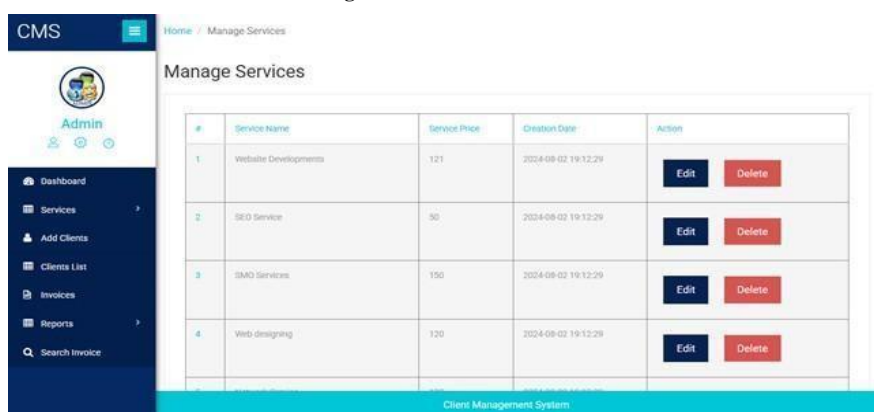 CMS
Home / Manage Services
Manage Services
Admin
Dashboard
Services
Add Clients
Clients List
Invoices
Reports
Search Invoice
# Service Name Service Price Creation Date Action
1 Website Developments 121 2024-08-02 19:12:29 Edit Delete
2 SEO Service 50 2024-08-02 19:12:29 Edit Delete
3 SMO Services 150 2024-08-02 19:12:29 Edit Delete
4 Web designing 120 2024-08-02 19:12:29 Edit Delete
Client Management System